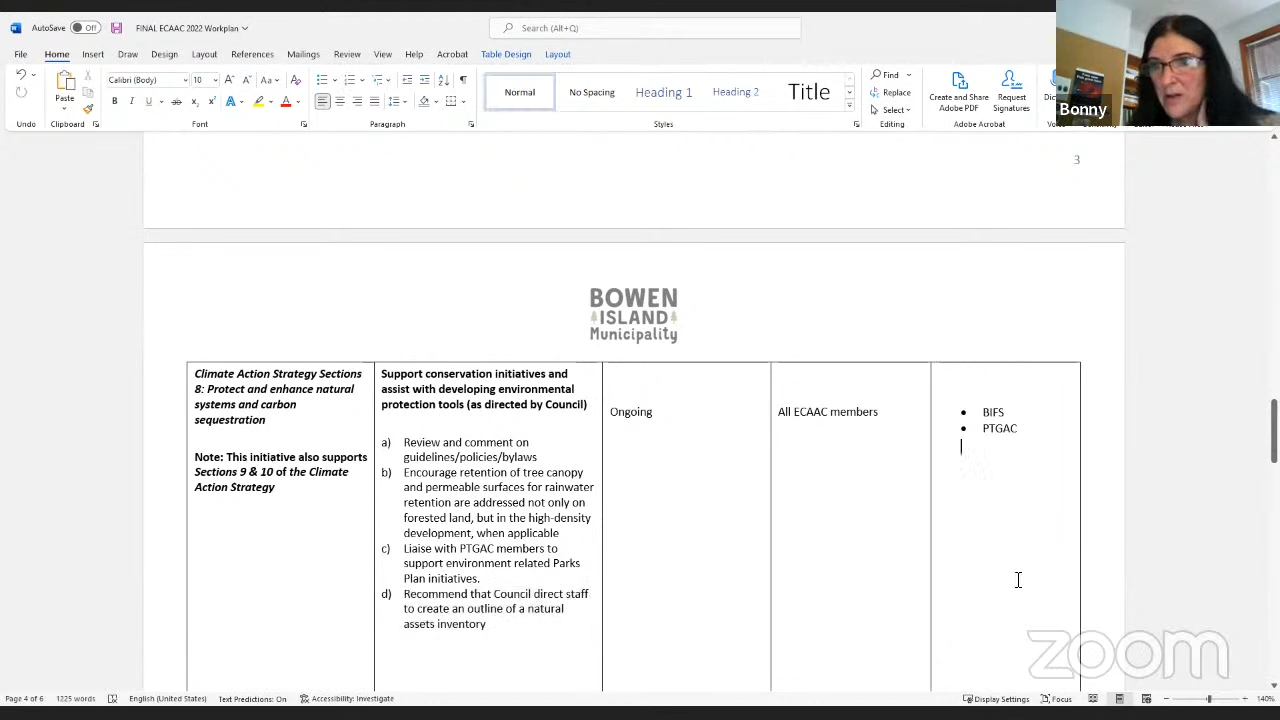 AutoSave Off FINAL ECAAC 2022 Workplan Search (Alt+Q)
File Home Insert Draw Design Layout References Mailings Review View Help Acrobat Table Design Layout
Calibri (Body) 10 Aa Find
Paste Normal No Spacing Heading 1 Heading 2 Title Replace Create and Share Request
B I U ab x₂ x² A A Select Adobe PDF Signatures
Undo Clipboard Font Paragraph Styles Editing Adobe Acrobat
Bonny
3
BOWEN
ISLAND
Municipality
Climate Action Strategy Sections
8: Protect and enhance natural
systems and carbon
sequestration
Note: This initiative also supports
Sections 9 & 10 of the Climate
Action Strategy
Support conservation initiatives and
assist with developing environmental
protection tools (as directed by Council)
a) Review and comment on
guidelines/policies/bylaws
b) Encourage retention of tree canopy
and permeable surfaces for rainwater
retention are addressed not only on
forested land, but in the high-density
development, when applicable
c) Liaise with PTGAC members to
support environment related Parks
Plan initiatives.
d) Recommend that Council direct staff
to create an outline of a natural
assets inventory
Ongoing
All ECAAC members
• BIFS
• PTGAC
zoom
Page 4 of 6 1225 words English (United States) Text Predictions: On Accessibility: Investigate Display Settings Focus 140%